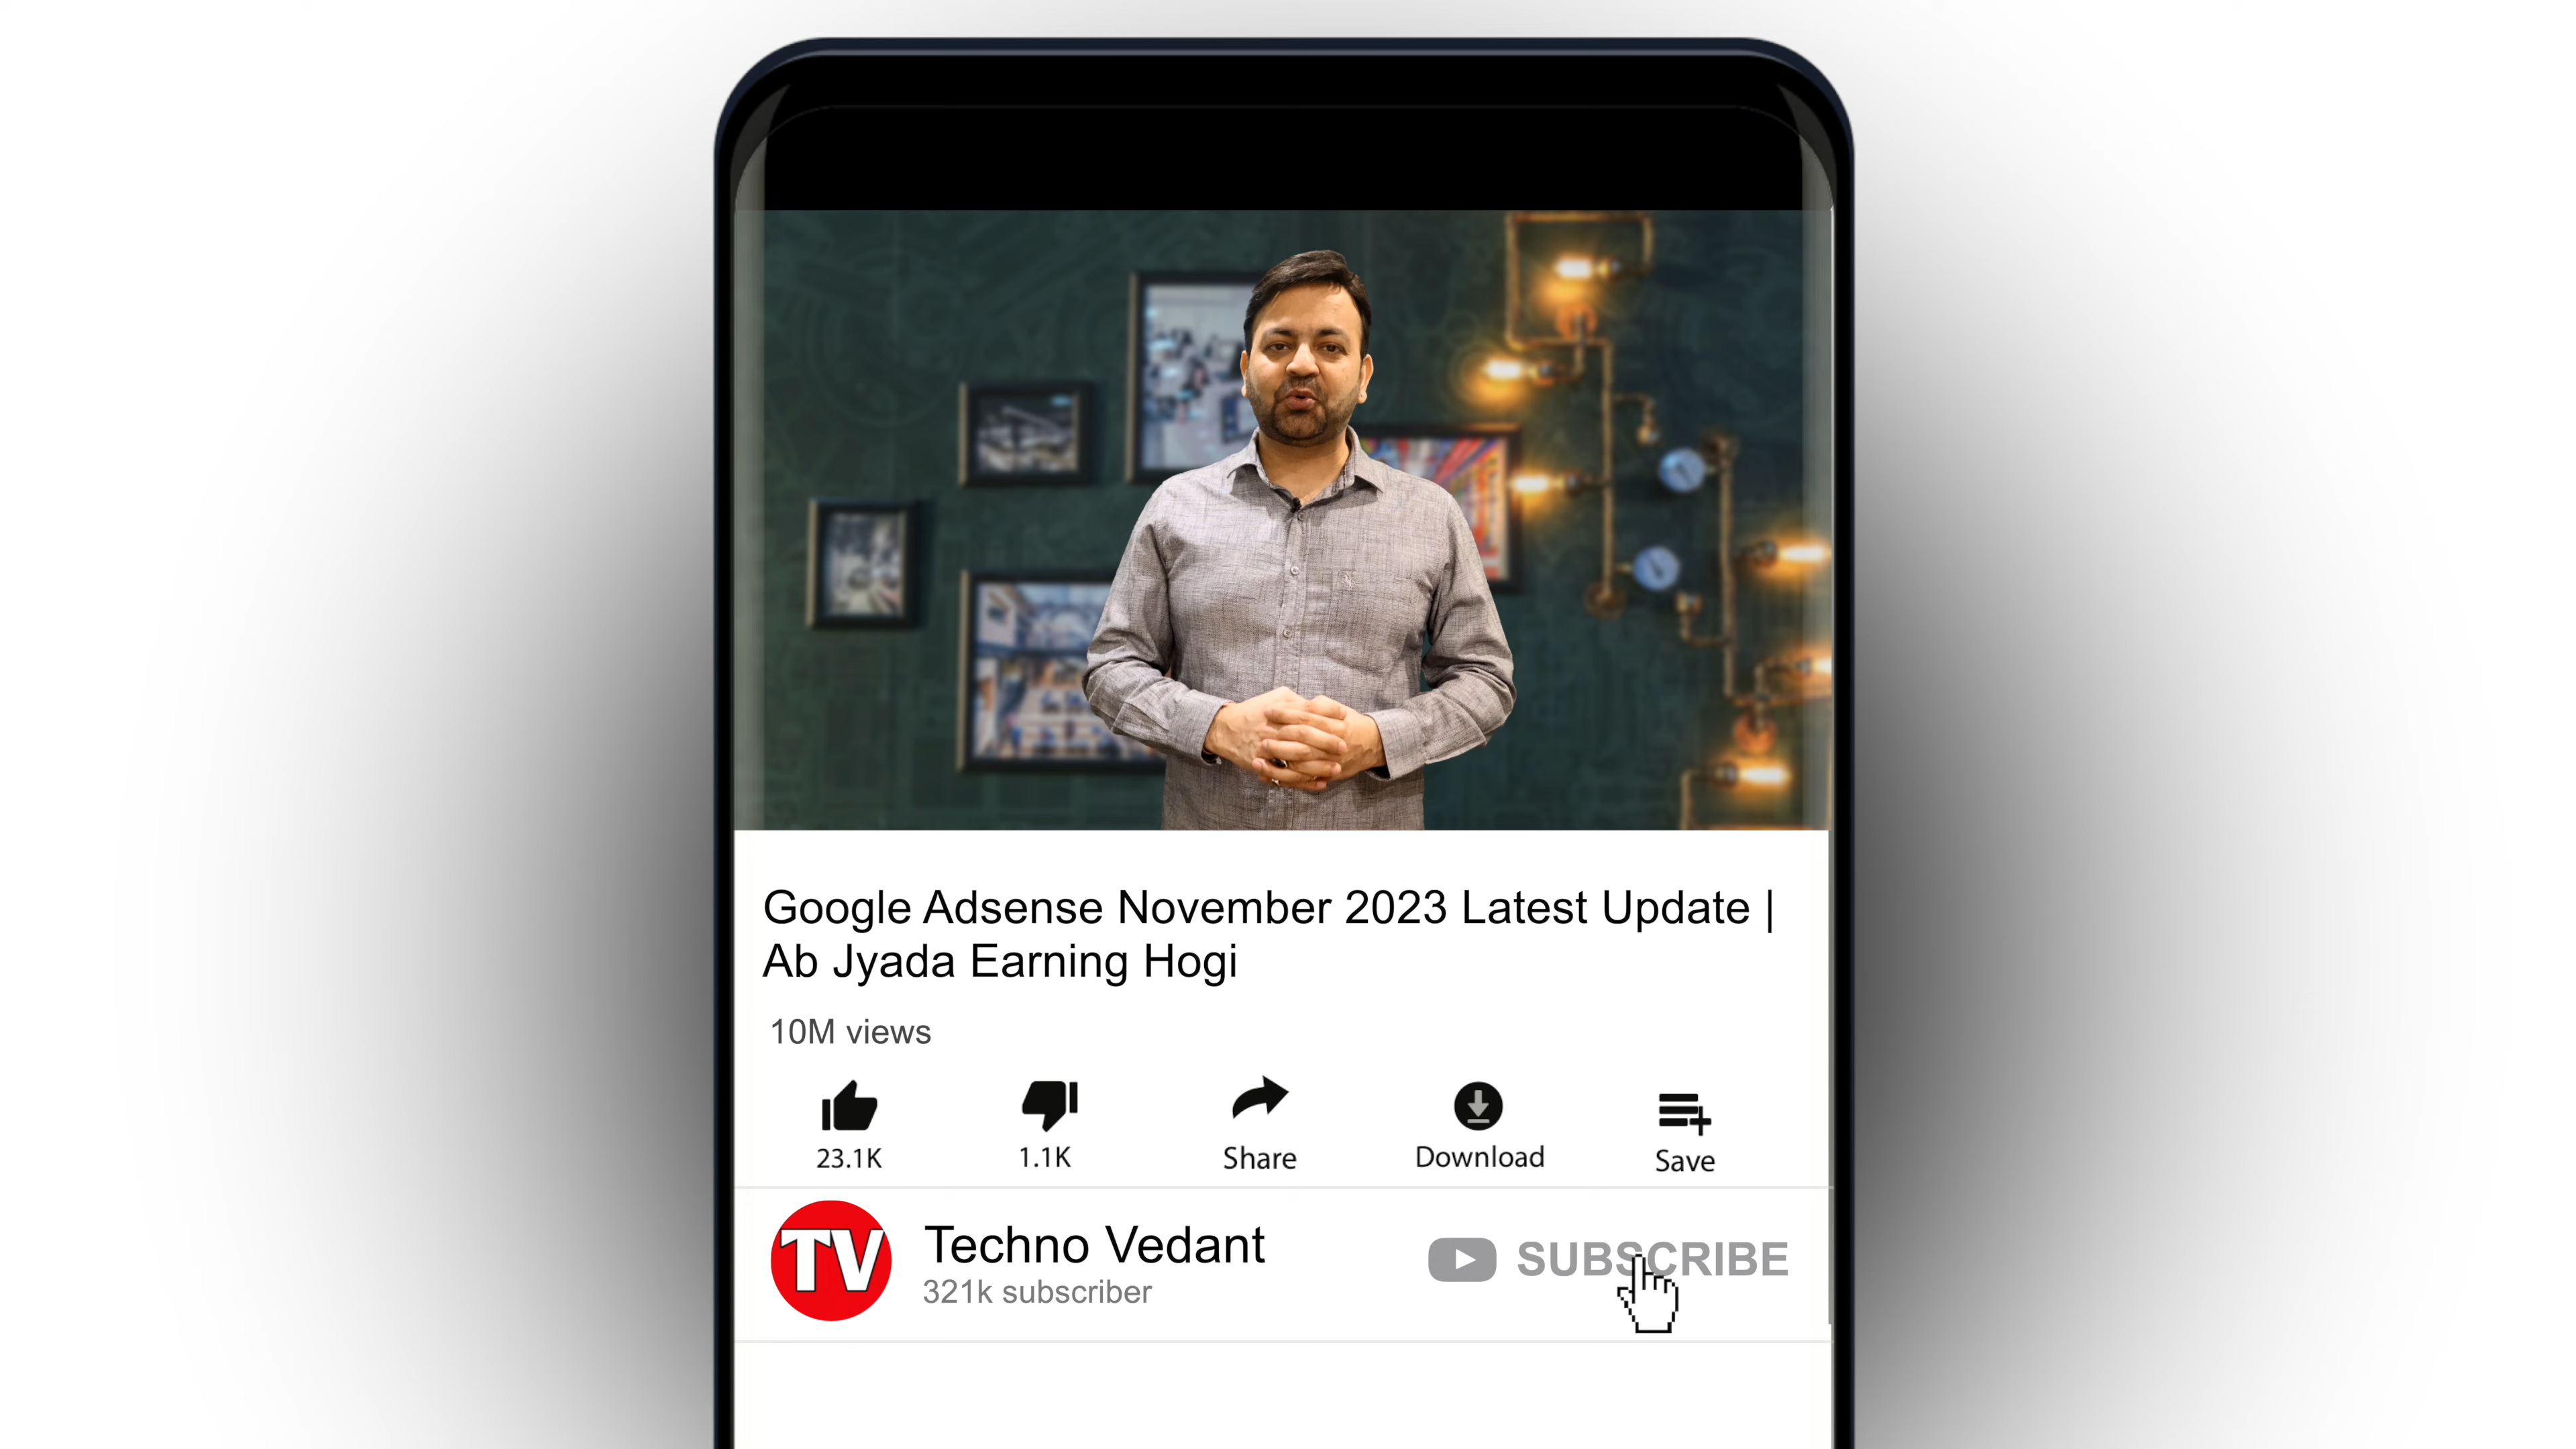 Google Adsense November 2023 Latest Update |
Ab Jyada Earning Hogi
10M views
23.1K
1.1K
Share
Download
Save
TV
Techno Vedant
321k subscriber
SUBSCRIBE